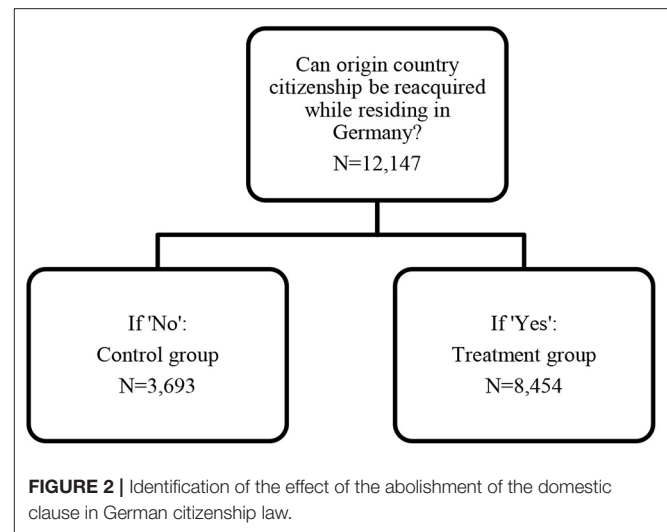 Can origin country
citizenship be reacquired
while residing in
Germany?
N=12,147
If 'No':
Control group
N=3,693
If 'Yes':
Treatment group
N=8,454
FIGURE 2 | Identification of the effect of the abolishment of the domestic
clause in German citizenship law.